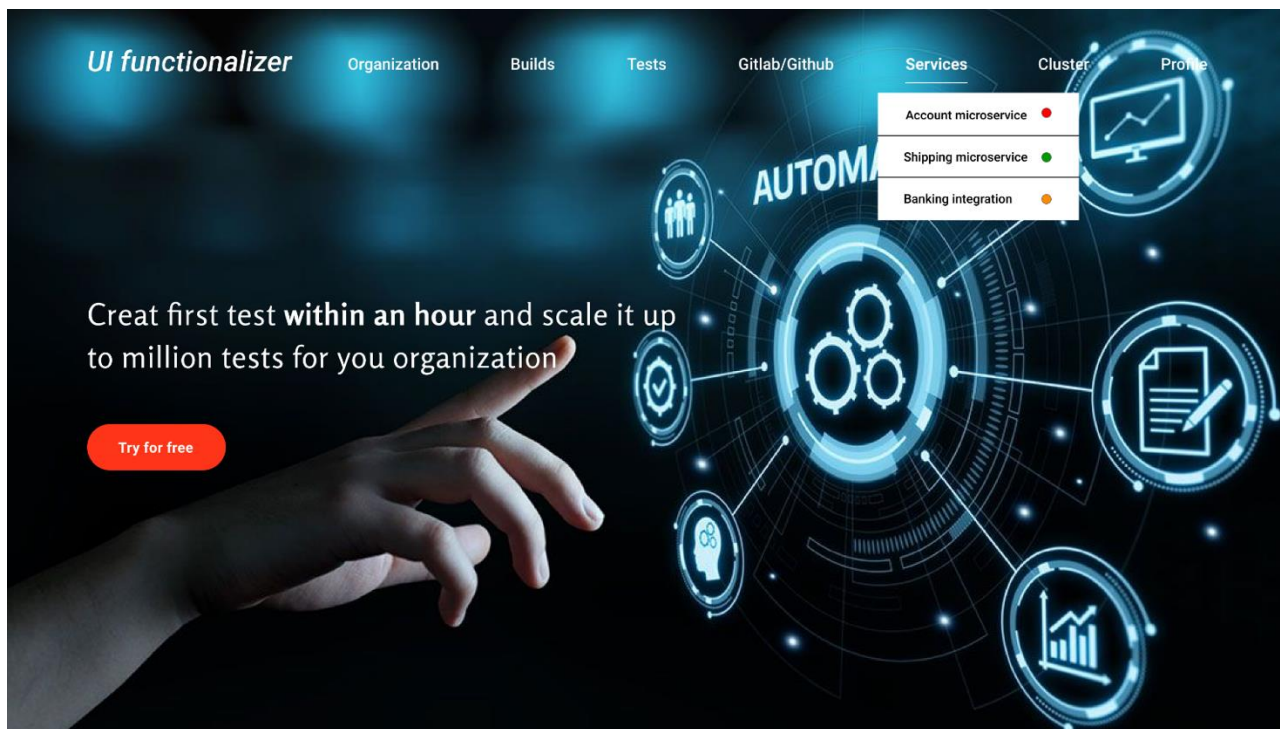 UI functionalizer Organization Builds Tests Gitlab/Github Services Cluster Profile
Account microservice
Shipping microservice
Banking integration
AUTOMA
Creat first test within an hour and scale it up
to million tests for you organization
Try for free